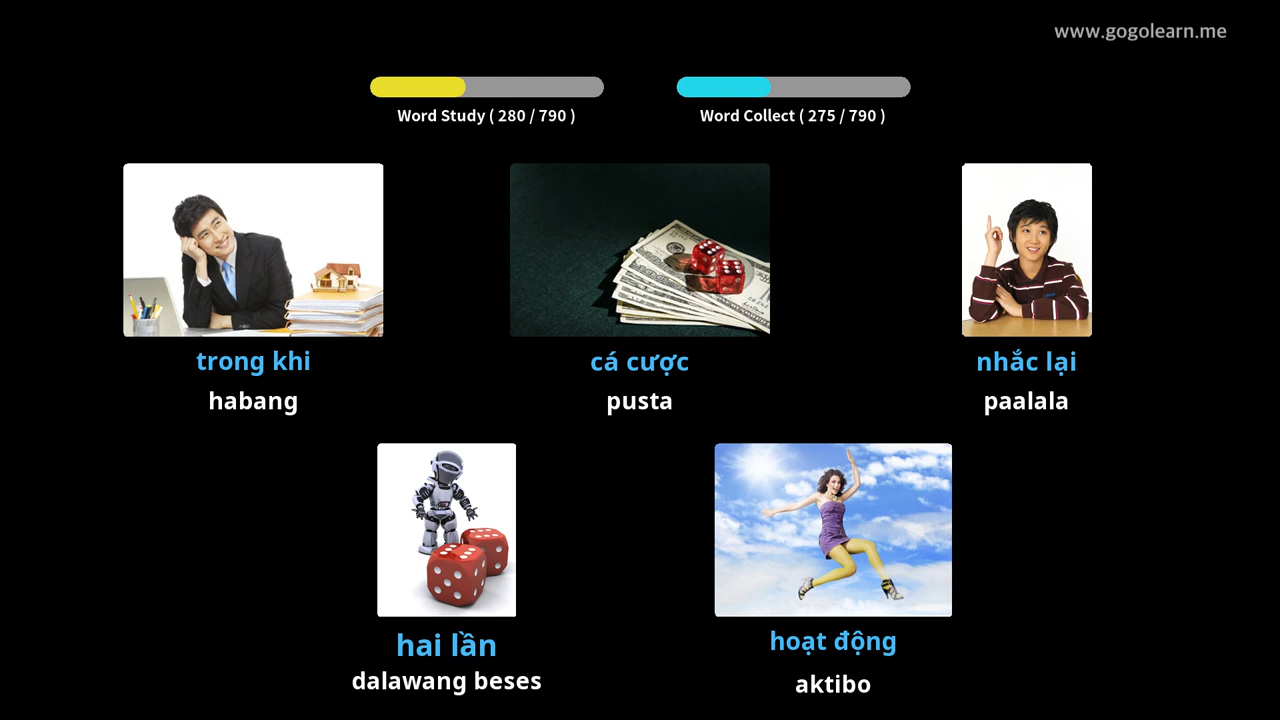 www.gogolearn.me
Word Study ( 280 / 790 )
Word Collect ( 275 / 790 )
trong khi
habang
cá cược
pusta
nhắc lại
paalala
hai lần
dalawang beses
hoạt động
aktibo